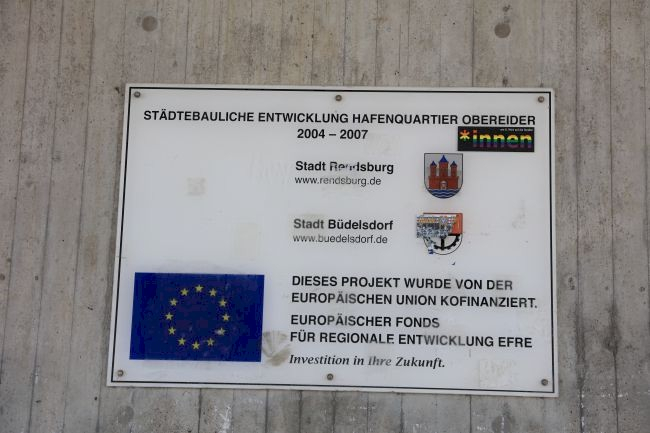 STÄDTEBAULICHE ENTWICKLUNG HAFENQUARTIER OBEREIDER
2004 – 2007
*innen
Stadt Rendsburg
www.rendsburg.de
Stadt Büdelsdorf
www.buedelsdorf.de
DIESES PROJEKT WURDE VON DER
EUROPÄISCHEN UNION KOFINANZIERT.
EUROPÄISCHER FONDS
FÜR REGIONALE ENTWICKLUNG EFRE
Investition in Ihre Zukunft.